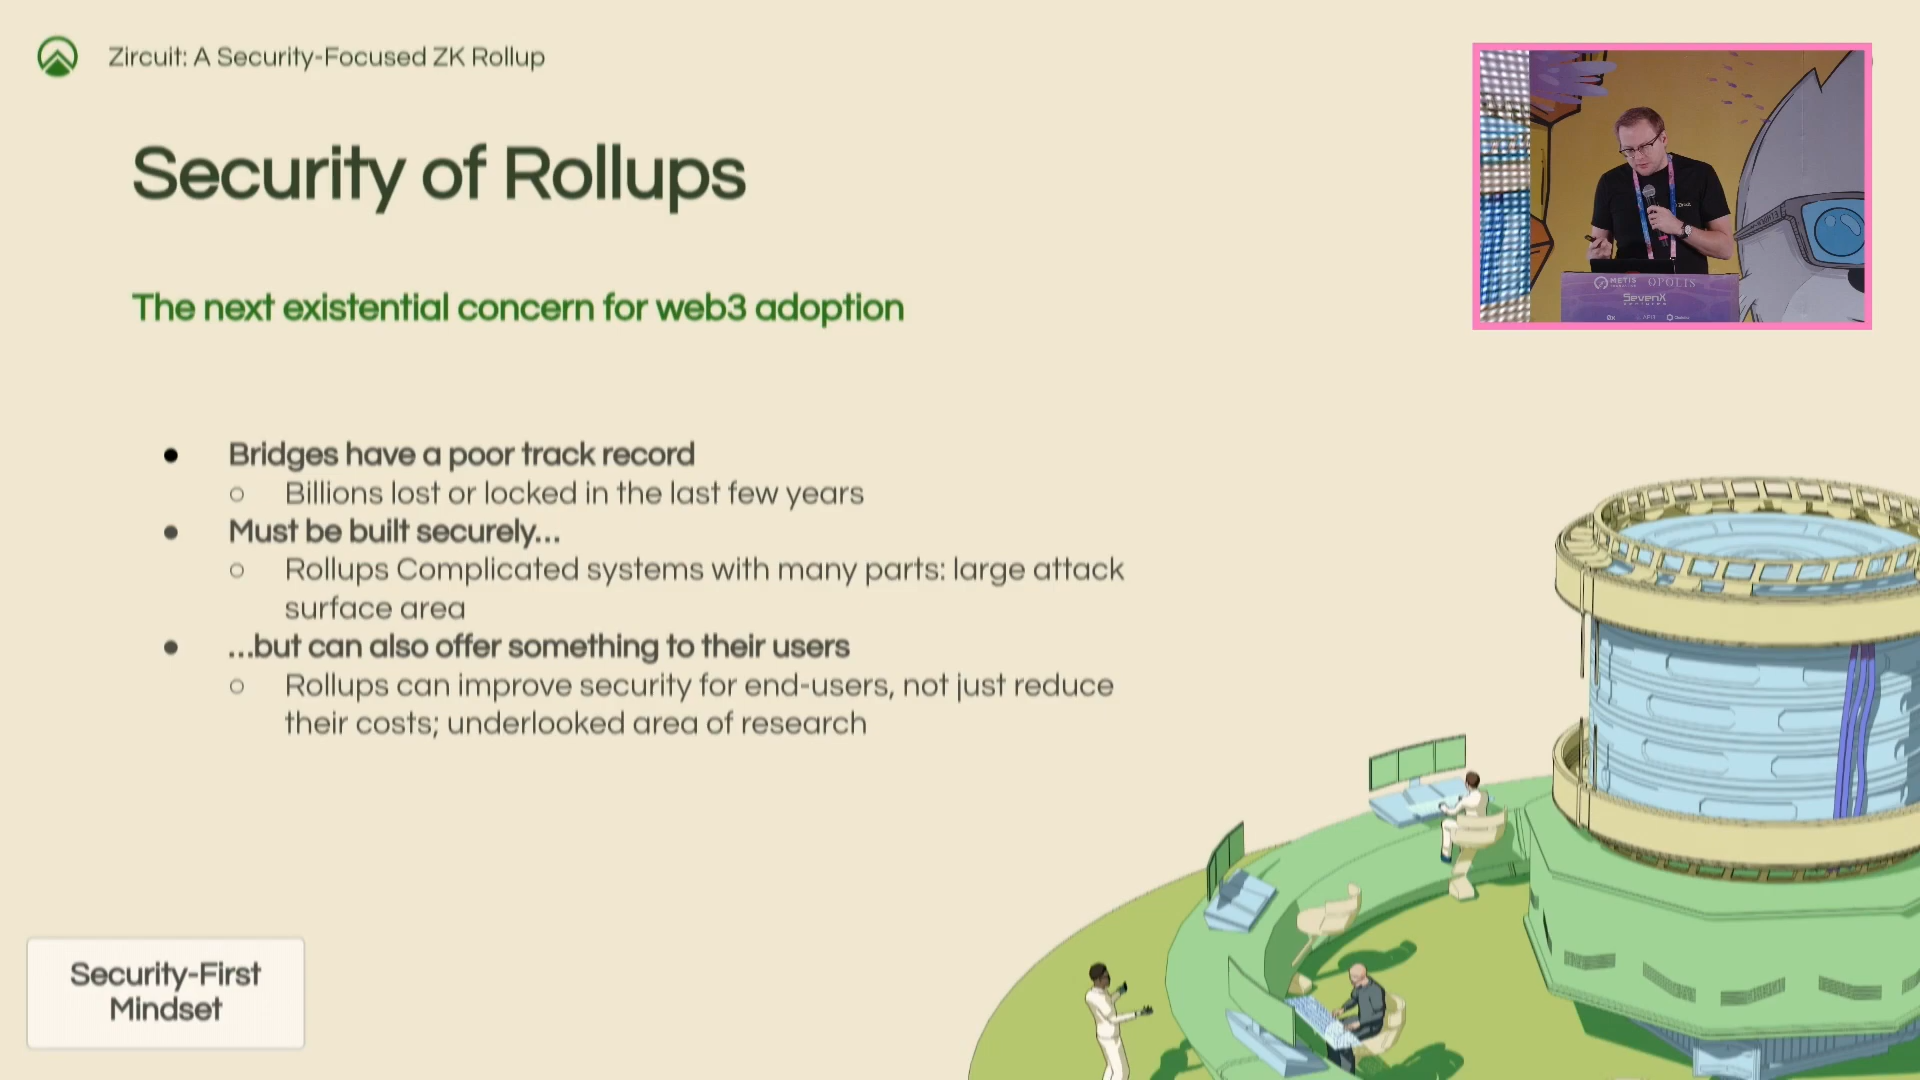 Zircuit: A Security-Focused ZK Rollup
Security of Rollups
The next existential concern for web3 adoption
Bridges have a poor track record
Billions lost or locked in the last few years
Must be built securely...
Rollups Complicated systems with many parts: large attack
surface area
...but can also offer something to their users
Rollups can improve security for end-users, not just reduce
their costs; underlooked area of research
Security-First
Mindset
METIS OPOLIS
SevenX
0x